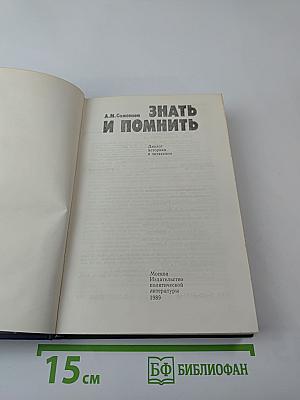 А.М.Самсонов
ЗНАТЬ
И ПОМНИТЬ
Диалог
историка
с читателем
Москва
Издательство
политической
литературы
1989
15 см
БФ БИБЛИОФАН